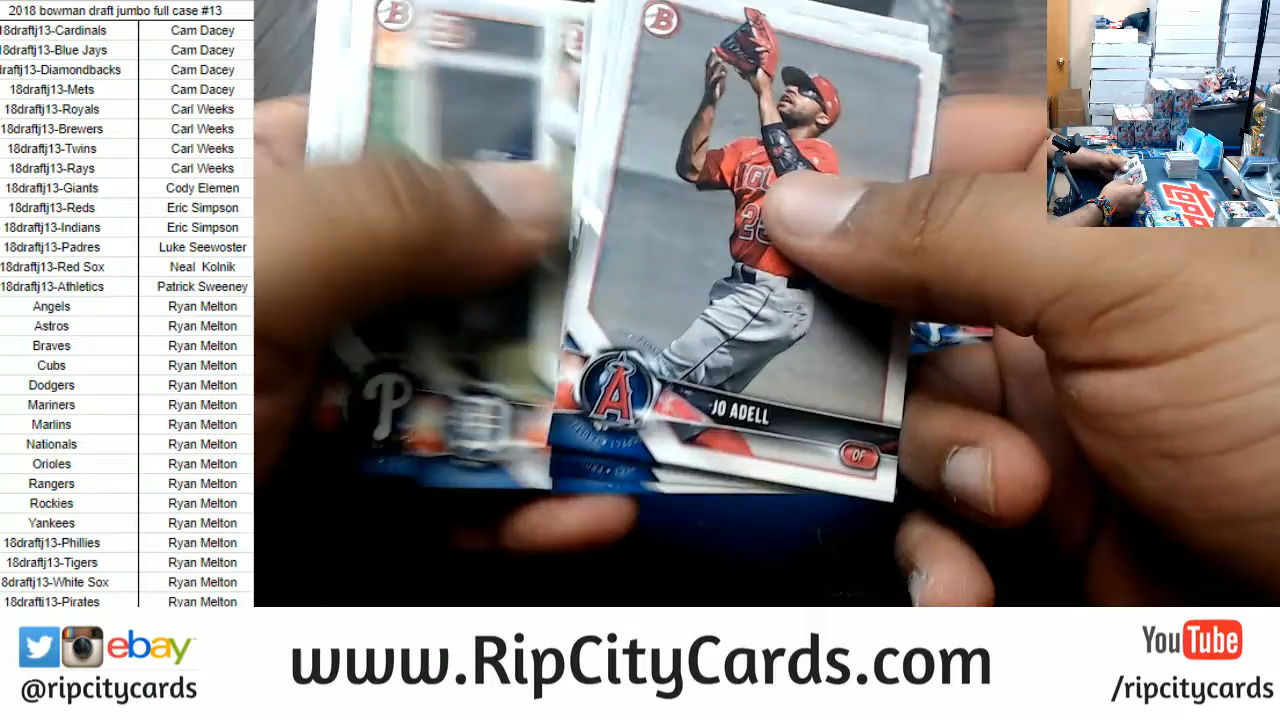 2018 bowman draft jumbo full case #13
18draftj13-Cardinals Cam Dacey
18draftj13-Blue Jays Cam Dacey
draftj13-Diamondbacks Cam Dacey
18draftj13-Mets Cam Dacey
18draftj13-Royals Carl Weeks
18draftj13-Brewers Carl Weeks
18draftj13-Twins Carl Weeks
18draftj13-Rays Carl Weeks
18draftj13-Giants Cody Elemen
18draftj13-Reds Eric Simpson
18draftj13-Indians Eric Simpson
18draftj13-Padres Luke Seewoster
18draftj13-Red Sox Neal Kolnik
18draftj13-Athletics Patrick Sweeney
Angels Ryan Melton
Astros Ryan Melton
Braves Ryan Melton
Cubs Ryan Melton
Dodgers Ryan Melton
Mariners Ryan Melton
Marlins Ryan Melton
Nationals Ryan Melton
Orioles Ryan Melton
Rangers Ryan Melton
Rockies Ryan Melton
Yankees Ryan Melton
18draftj13-Phillies Ryan Melton
18draftj13-Tigers Ryan Melton
8draftj13-White Sox Ryan Melton
18draftj13-Pirates Ryan Melton
B
B
A
JO ADELL
OF
P
topps
ebay
@ripcitycards
www.RipCityCards.com
YouTube
/ripcitycards